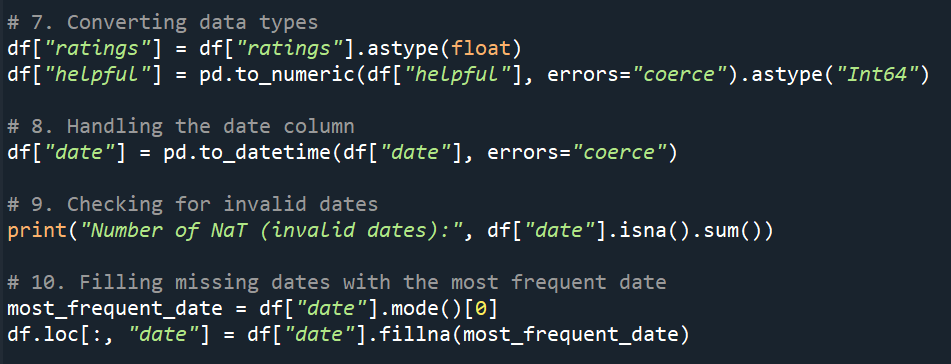 # 7. Converting data types
df["ratings"] = df["ratings"].astype(float)
df["helpful"] = pd.to_numeric(df["helpful"], errors="coerce").astype("Int64")
# 8. Handling the date column
df["date"] = pd.to_datetime(df["date"], errors="coerce")
# 9. Checking for invalid dates
print("Number of NaT (invalid dates):", df["date"].isna().sum())
# 10. Filling missing dates with the most frequent date
most_frequent_date = df["date"].mode()[0]
df.loc[:, "date"] = df["date"].fillna(most_frequent_date)